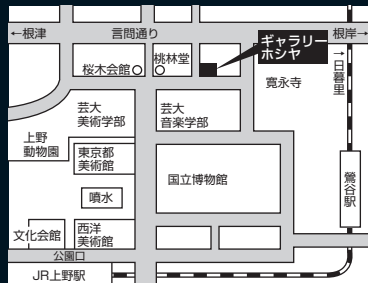 ←根津
言問通り
ギャラリー
ホシヤ
根岸→
桜木会館
桃林堂
→日暮里
寛永寺
芸大
美術学部
芸大
音楽学部
上野
動物園
東京都
美術館
国立博物館
鶯谷駅
噴水
文化会館
西洋
美術館
公園口
JR上野駅